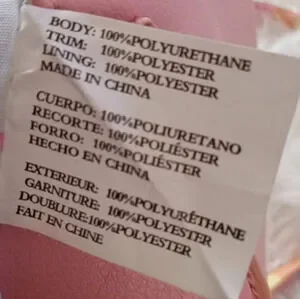 BODY: 100%POLYURETHANE
TRIM: 100%POLYESTER
LINING: 100%POLYESTER
MADE IN CHINA
CUERPO: 100%POLIURETANO
RECORTE: 100%POLIÉSTER
FORRO: 100%POLIÉSTER
HECHO EN CHINA
EXTERIEUR: 100%POLYURÉTHANE
GARNITURE: 100%POLYESTER
DOUBLURE:100%POLYESTER
FAIT EN CHINE